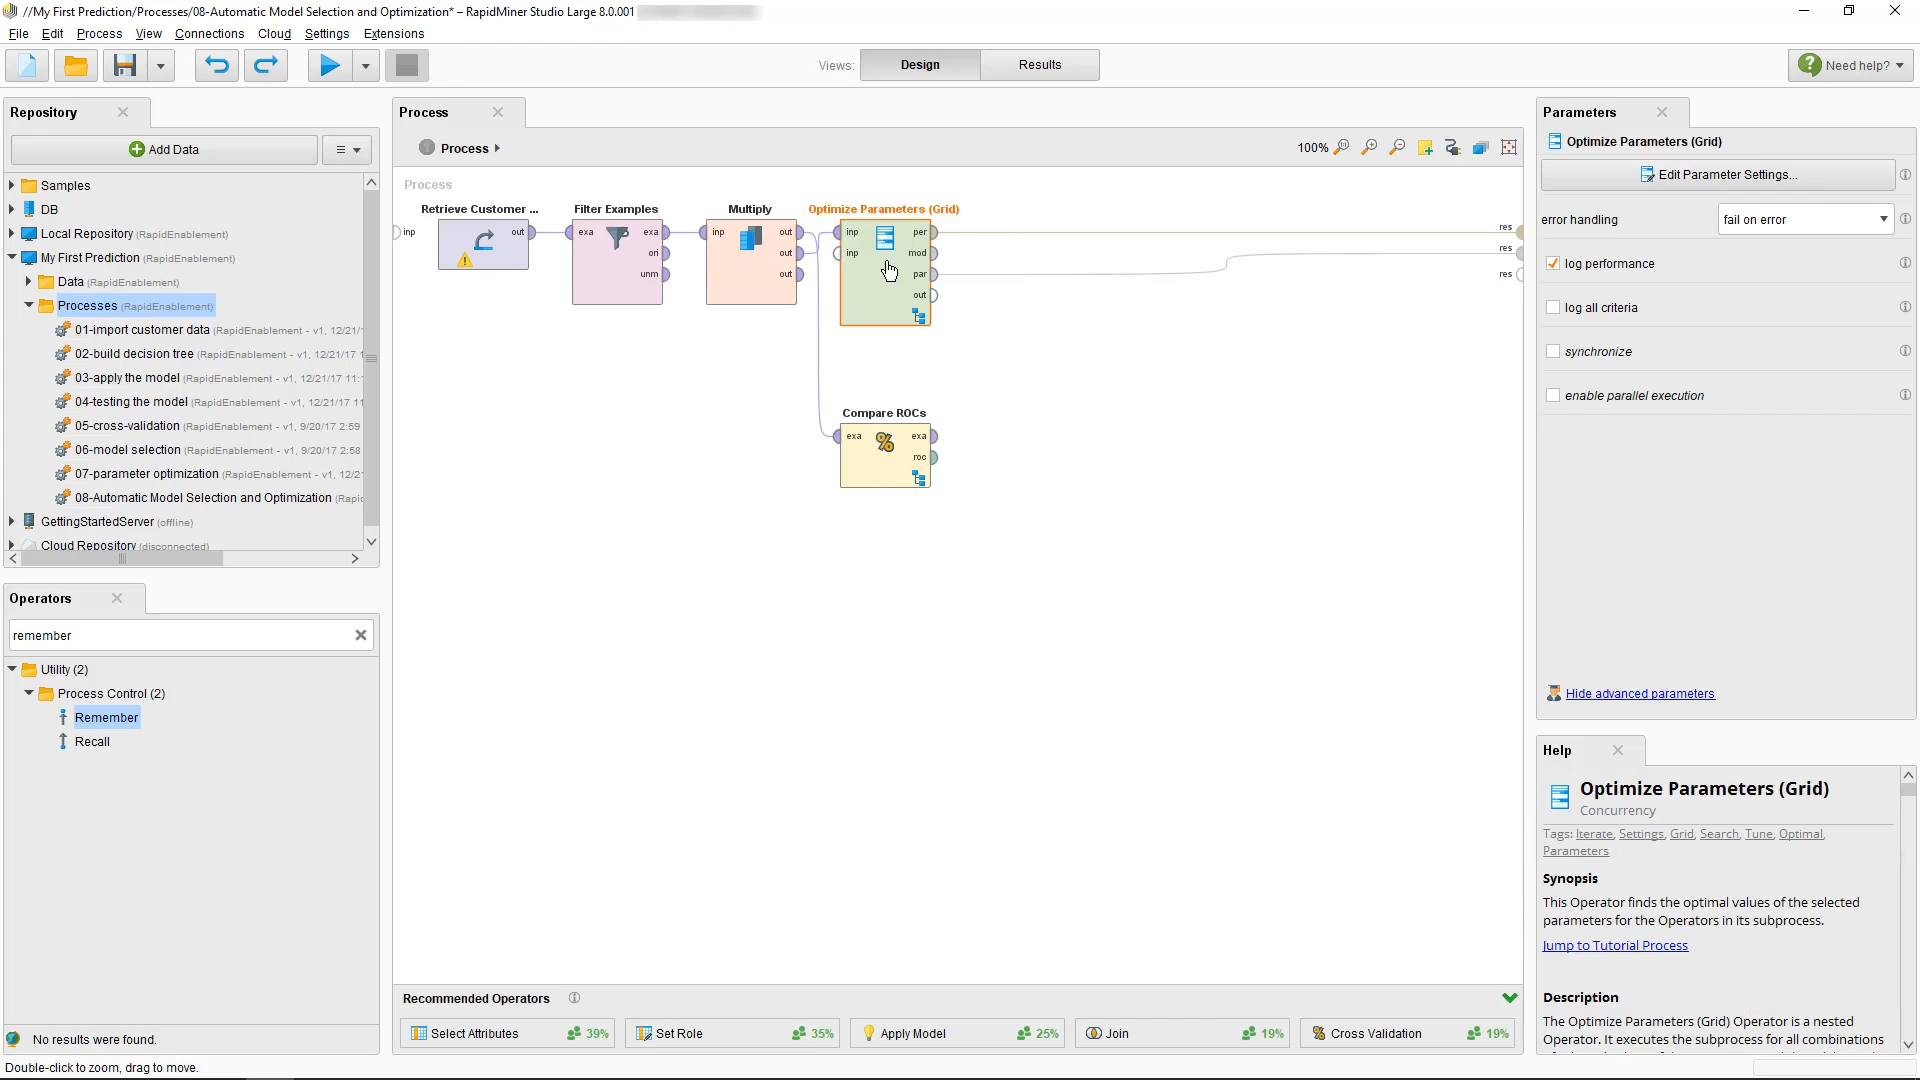 //My First Prediction/Processes/08-Automatic Model Selection and Optimization* – RapidMiner Studio Large 8.0.001
File Edit Process View Connections Cloud Settings Extensions
Views: Design Results
Need help?
Repository
Add Data
Samples
DB
Local Repository (RapidEnablement)
My First Prediction (RapidEnablement)
Data (RapidEnablement)
Processes (RapidEnablement)
01-import customer data (RapidEnablement - v1, 12/21/
02-build decision tree (RapidEnablement - v1, 12/21/17 1
03-apply the model (RapidEnablement - v1, 12/21/17 11:
04-testing the model (RapidEnablement - v1, 12/21/17 11
05-cross-validation (RapidEnablement - v1, 9/20/17 2:59
06-model selection (RapidEnablement - v1, 9/20/17 2:58
07-parameter optimization (RapidEnablement - v1, 12/2
08-Automatic Model Selection and Optimization (Rapid
GettingStartedServer (offline)
Cloud Repository (disconnected)
Operators
remember
Utility (2)
Process Control (2)
Remember
Recall
No results were found.
Double-click to zoom, drag to move.
Process
Process
100%
Process
Retrieve Customer ... Filter Examples Multiply Optimize Parameters (Grid)
inp out exa exa inp out inp per res
ori out inp mod res
unm out par res
out
Compare ROCs
exa exa
roc
Recommended Operators
Select Attributes 39% Set Role 35% Apply Model 25% Join 19% Cross Validation 19%
Parameters
Optimize Parameters (Grid)
Edit Parameter Settings...
error handling fail on error
log performance
log all criteria
synchronize
enable parallel execution
Hide advanced parameters
Help
Optimize Parameters (Grid)
Concurrency
Tags: Iterate, Settings, Grid, Search, Tune, Optimal,
Parameters
Synopsis
This Operator finds the optimal values of the selected
parameters for the Operators in its subprocess.
Jump to Tutorial Process
Description
The Optimize Parameters (Grid) Operator is a nested
Operator. It executes the subprocess for all combinations